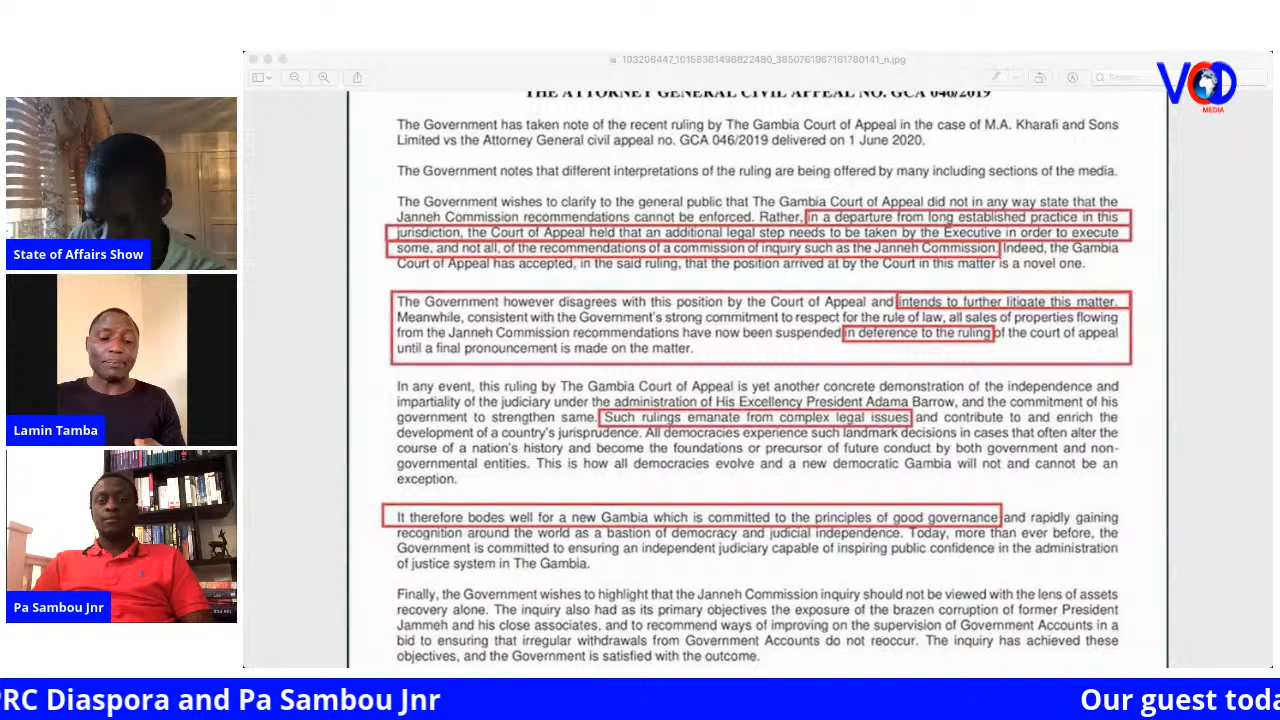 103206447_10158381496822480_3850761967161780141_n.jpg
VOD
MEDIA
THE ATTORNEY GENERAL CIVIL APPEAL NO. GCA 046/2019
The Government has taken note of the recent ruling by The Gambia Court of Appeal in the case of M.A. Kharafi and Sons
Limited vs the Attorney General civil appeal no. GCA 046/2019 delivered on 1 June 2020.
The Government notes that different interpretations of the ruling are being offered by many including sections of the media.
The Government wishes to clarify to the general public that The Gambia Court of Appeal did not in any way state that the
Janneh Commission recommendations cannot be enforced. Rather, in a departure from long established practice in this
jurisdiction, the Court of Appeal held that an additional legal step needs to be taken by the Executive in order to execute
some, and not all, of the recommendations of a commission of inquiry such as the Janneh Commission. Indeed, the Gambia
Court of Appeal has accepted, in the said ruling, that the position arrived at by the Court in this matter is a novel one.
The Government however disagrees with this position by the Court of Appeal and intends to further litigate this matter.
Meanwhile, consistent with the Government's strong commitment to respect for the rule of law, all sales of properties flowing
from the Janneh Commission recommendations have now been suspended in deference to the ruling of the court of appeal
until a final pronouncement is made on the matter.
In any event, this ruling by The Gambia Court of Appeal is yet another concrete demonstration of the independence and
impartiality of the judiciary under the administration of His Excellency President Adama Barrow, and the commitment of his
government to strengthen same. Such rulings emanate from complex legal issues and contribute to and enrich the
development of a country's jurisprudence. All democracies experience such landmark decisions in cases that often alter the
course of a nation's history and become the foundations or precursor of future conduct by both government and non-
governmental entities. This is how all democracies evolve and a new democratic Gambia will not and cannot be an
exception.
It therefore bodes well for a new Gambia which is committed to the principles of good governance and rapidly gaining
recognition around the world as a bastion of democracy and judicial independence. Today, more than ever before, the
Government is committed to ensuring an independent judiciary capable of inspiring public confidence in the administration
of justice system in The Gambia.
Finally, the Government wishes to highlight that the Janneh Commission inquiry should not be viewed with the lens of assets
recovery alone. The inquiry also had as its primary objectives the exposure of the brazen corruption of former President
Jammeh and his close associates, and to recommend ways of improving on the supervision of Government Accounts in a
bid to ensuring that irregular withdrawals from Government Accounts do not reoccur. The inquiry has achieved these
objectives, and the Government is satisfied with the outcome.
State of Affairs Show
Lamin Tamba
Pa Sambou Jnr
PRC Diaspora and Pa Sambou Jnr
Our guest toda